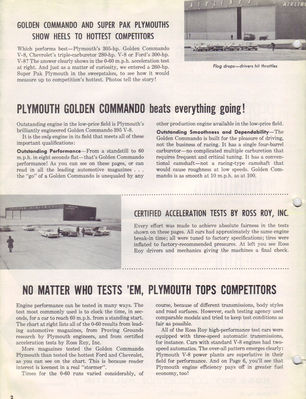 GOLDEN COMMANDO AND SUPER PAK PLYMOUTHS
SHOW HEELS TO HOTTEST COMPETITORS
Which performs best—Plymouth's 305-hp. Golden Commando
V-8, Chevrolet's triple-carburetor 280-hp. V-8 or Ford's 300-hp.
V-8? The answer clearly shows in the 0-60 m.p.h. acceleration test
at right. And just as a matter of curiosity, we entered a 260-hp.
Super Pak Plymouth in the sweepstakes, to see how it would
measure up to competition's hottest. Photos tell the story!
Flag drops—drivers hit throttles
PLYMOUTH GOLDEN COMMANDO beats everything going!
Outstanding engine in the low-price field is Plymouth's
brilliantly engineered Golden Commando 395 V-8.
It is the only engine in its field that meets all of these
important qualifications:
Outstanding Performance—From a standstill to 60
m.p.h. in eight seconds flat—that's Golden Commando
performance! As you can see on these pages, or can
read in all the leading automotive magazines . . .
the "go" of a Golden Commando is unequaled by any
other production engine available in the low-price field.
Outstanding Smoothness and Dependability—The
Golden Commando is built for the pleasure of driving,
not the business of racing. It has a single four-barrel
carburetor—no complicated multiple carburetion that
requires frequent and critical tuning. It has a conven-
tional camshaft—not a racing-type camshaft that
would cause roughness at low speeds. Golden Com-
mando is as smooth at 10 m.p.h. as at 100.
CERTIFIED ACCELERATION TESTS BY ROSS ROY, INC.
Every effort was made to achieve absolute fairness in the tests
shown on these pages. All cars had approximately the same engine
break-in time; all were tuned to factory specifications; tires were
inflated to factory-recommended pressures. At left you see Ross
Roy drivers and mechanics giving the machines a final check.
NO MATTER WHO TESTS 'EM, PLYMOUTH TOPS COMPETITORS
Engine performance can be tested in many ways. The
test most commonly used is to clock the time, in sec-
onds, for a car to reach 60 m.p.h. from a standing start.
The chart at right lists all of the 0-60 results from lead-
ing automotive magazines, from Proving Grounds
research by Plymouth engineers, and from certified
acceleration tests by Ross Roy, Inc.
More magazines tested the Golden Commando
Plymouth than tested the hottest Ford and Chevrolet,
as you can see on the chart. This is because reader
interest is keenest in a real "stormer".
Times for the 0-60 runs varied considerably, of
course, because of different transmissions, body styles
and road surfaces. However, each testing agency used
comparable models and tried to keep test conditions as
fair as possible.
All of the Ross Roy high-performance test cars were
equipped with three-speed automatic transmissions,
for instance. Cars with standard V-8 engines had two-
speed automatics. The over-all pattern emerges clearly:
Plymouth V-8 power plants are superlative in their
field for performance. And on Page 6, you'll see that
Plymouth engine efficiency pays off in greater fuel
economy, too!
2